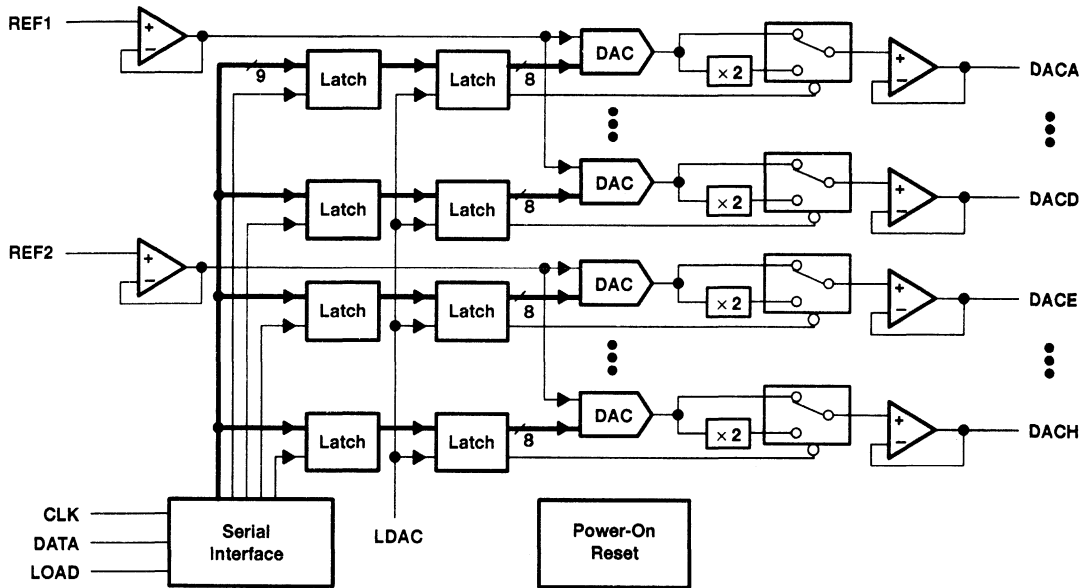 REF1
+
−
DAC
9
Latch
Latch
8
× 2
+
−
DACA
DAC
Latch
Latch
8
× 2
+
−
DACD
REF2
+
−
DAC
Latch
Latch
8
× 2
+
−
DACE
DAC
Latch
Latch
8
× 2
+
−
DACH
CLK
DATA
LOAD
Serial
Interface
LDAC
Power-On
Reset